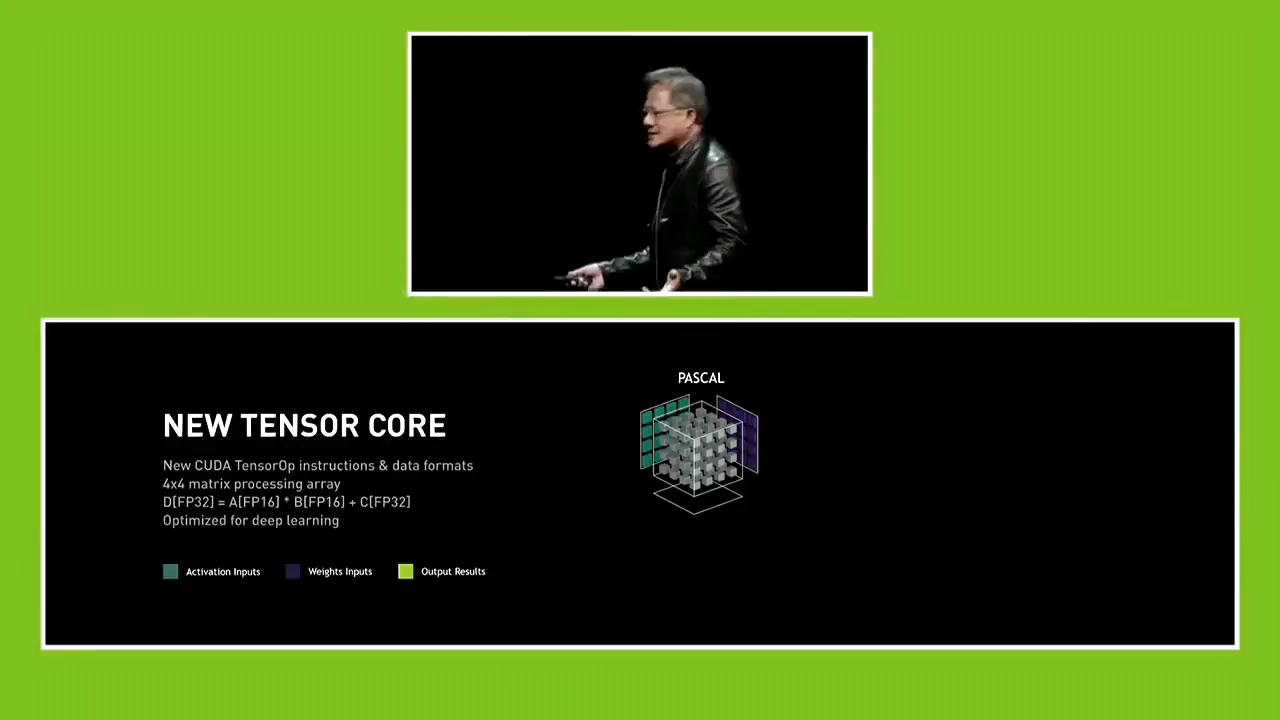 PASCAL
NEW TENSOR CORE
New CUDA TensorOp instructions & data formats
4x4 matrix processing array
D[FP32] = A[FP16] * B[FP16] + C[FP32]
Optimized for deep learning
Activation Inputs
Weights Inputs
Output Results